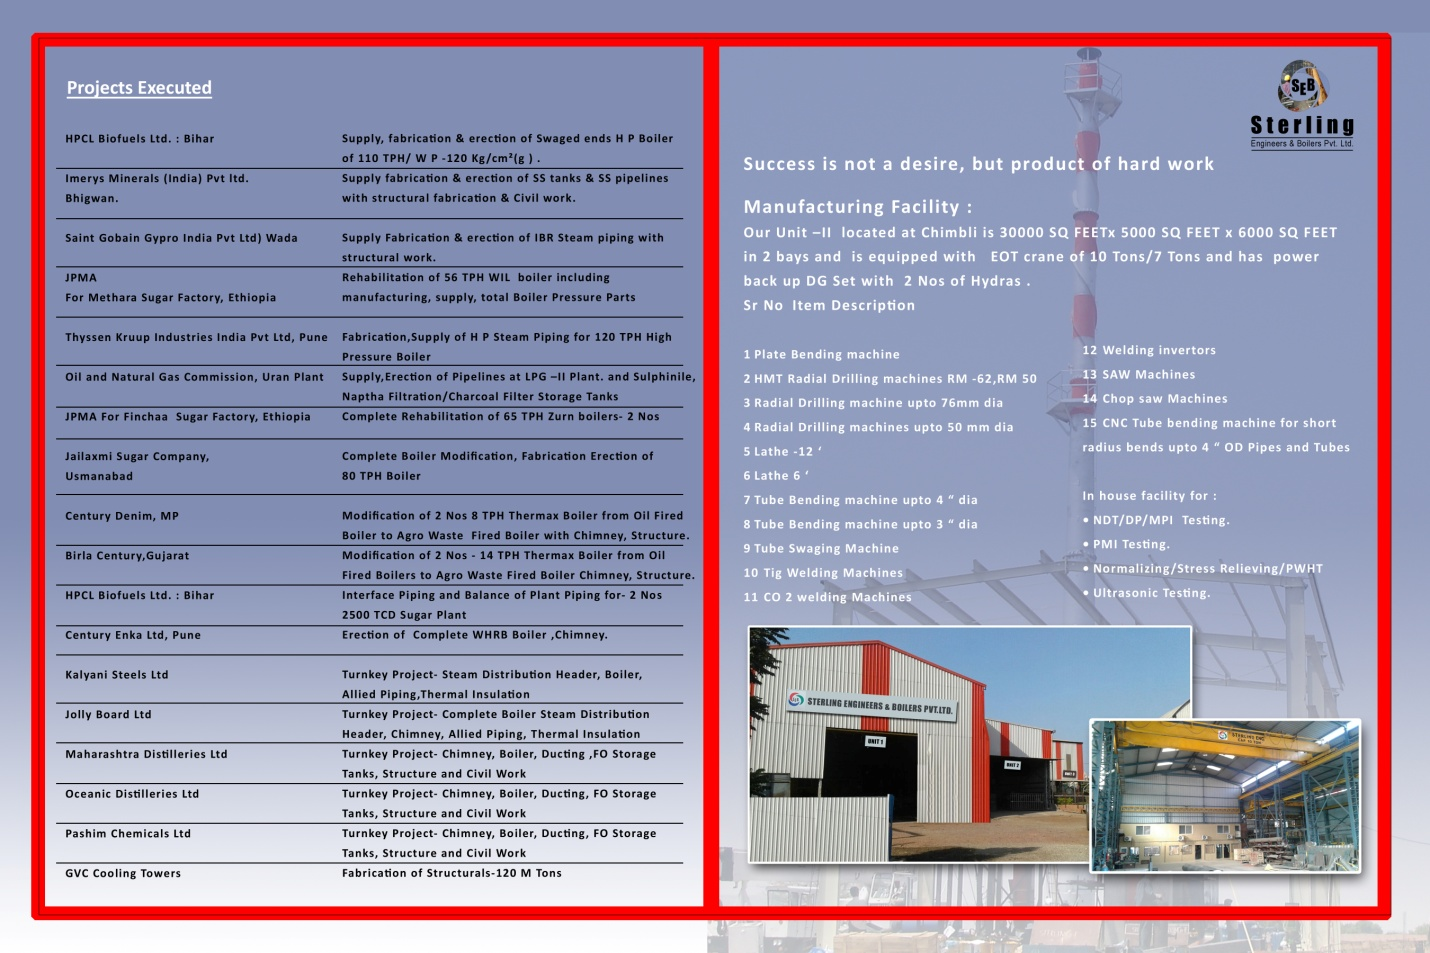 Projects Executed
HPCL Biofuels Ltd. : Bihar
Supply, fabrication & erection of Swaged ends H P Boiler
of 110 TPH/ W P -120 Kg/cm²(g ) .
Imerys Minerals (India) Pvt ltd.
Bhigwan.
Supply fabrication & erection of SS tanks & SS pipelines
with structural fabrication & Civil work.
Saint Gobain Gypro India Pvt Ltd) Wada
Supply Fabrication & erection of IBR Steam piping with
structural work.
JPMA
For Methara Sugar Factory, Ethiopia
Rehabilitation of 56 TPH WIL boiler including
manufacturing, supply, total Boiler Pressure Parts
Thyssen Kruup Industries India Pvt Ltd, Pune
Fabrication,Supply of H P Steam Piping for 120 TPH High
Pressure Boiler
Oil and Natural Gas Commission, Uran Plant
Supply,Erection of Pipelines at LPG –II Plant. and Sulphinile,
Naptha Filtration/Charcoal Filter Storage Tanks
JPMA For Finchaa Sugar Factory, Ethiopia
Complete Rehabilitation of 65 TPH Zurn boilers- 2 Nos
Jailaxmi Sugar Company,
Usmanabad
Complete Boiler Modification, Fabrication Erection of
80 TPH Boiler
Century Denim, MP
Modification of 2 Nos 8 TPH Thermax Boiler from Oil Fired
Boiler to Agro Waste Fired Boiler with Chimney, Structure.
Birla Century,Gujarat
Modification of 2 Nos - 14 TPH Thermax Boiler from Oil
Fired Boilers to Agro Waste Fired Boiler Chimney, Structure.
HPCL Biofuels Ltd. : Bihar
Interface Piping and Balance of Plant Piping for- 2 Nos
2500 TCD Sugar Plant
Century Enka Ltd, Pune
Erection of Complete WHRB Boiler ,Chimney.
Kalyani Steels Ltd
Turnkey Project- Steam Distribution Header, Boiler,
Allied Piping,Thermal Insulation
Jolly Board Ltd
Turnkey Project- Complete Boiler Steam Distribution
Header, Chimney, Allied Piping, Thermal Insulation
Maharashtra Distilleries Ltd
Turnkey Project- Chimney, Boiler, Ducting ,FO Storage
Tanks, Structure and Civil Work
Oceanic Distilleries Ltd
Turnkey Project- Chimney, Boiler, Ducting, FO Storage
Tanks, Structure and Civil Work
Pashim Chemicals Ltd
Turnkey Project- Chimney, Boiler, Ducting, FO Storage
Tanks, Structure and Civil Work
GVC Cooling Towers
Fabrication of Structurals-120 M Tons
SEB
Sterling
Engineers & Boilers Pvt. Ltd.
Success is not a desire, but product of hard work
Manufacturing Facility :
Our Unit –II located at Chimbli is 30000 SQ FEETx 5000 SQ FEET x 6000 SQ FEET
in 2 bays and is equipped with EOT crane of 10 Tons/7 Tons and has power
back up DG Set with 2 Nos of Hydras .
Sr No Item Description
1 Plate Bending machine
2 HMT Radial Drilling machines RM -62,RM 50
3 Radial Drilling machine upto 76mm dia
4 Radial Drilling machines upto 50 mm dia
5 Lathe -12 ‘
6 Lathe 6 ‘
7 Tube Bending machine upto 4 “ dia
8 Tube Bending machine upto 3 “ dia
9 Tube Swaging Machine
10 Tig Welding Machines
11 CO 2 welding Machines
12 Welding invertors
13 SAW Machines
14 Chop saw Machines
15 CNC Tube bending machine for short
radius bends upto 4 “ OD Pipes and Tubes
In house facility for :
• NDT/DP/MPI Testing.
• PMI Testing.
• Normalizing/Stress Relieving/PWHT
• Ultrasonic Testing.
STERLING ENGINEERS & BOILERS PVT.LTD.
UNIT 1
UNIT 2